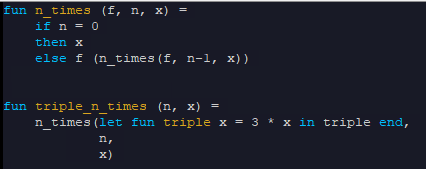 fun n_times (f, n, x) =
    if n = 0
    then x
    else f (n_times(f, n-1, x))
fun triple_n_times (n, x) =
    n_times(let fun triple x = 3 * x in triple end,
            n,
            x)